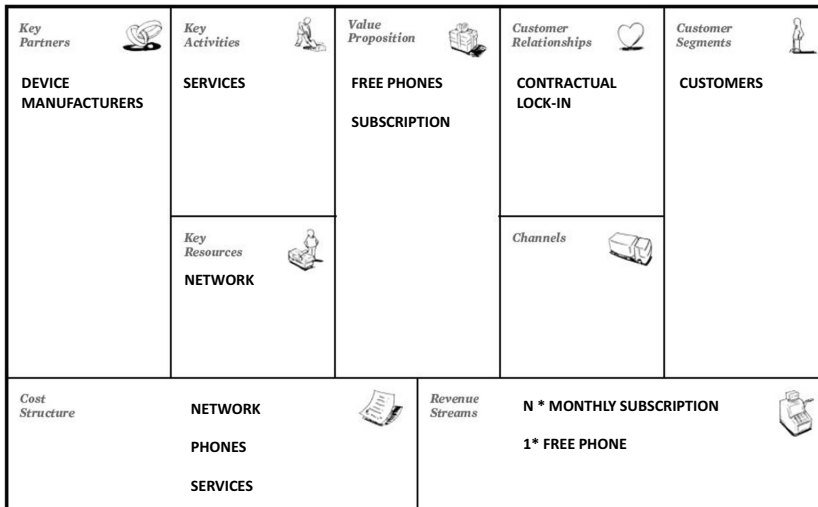 Key
Partners
DEVICE
MANUFACTURERS
Key
Activities
SERVICES
Key
Resources
NETWORK
Value
Proposition
FREE PHONES
SUBSCRIPTION
Customer
Relationships
CONTRACTUAL
LOCK-IN
Channels
Customer
Segments
CUSTOMERS
Cost
Structure
NETWORK
PHONES
SERVICES
Revenue
Streams
N * MONTHLY SUBSCRIPTION
1* FREE PHONE